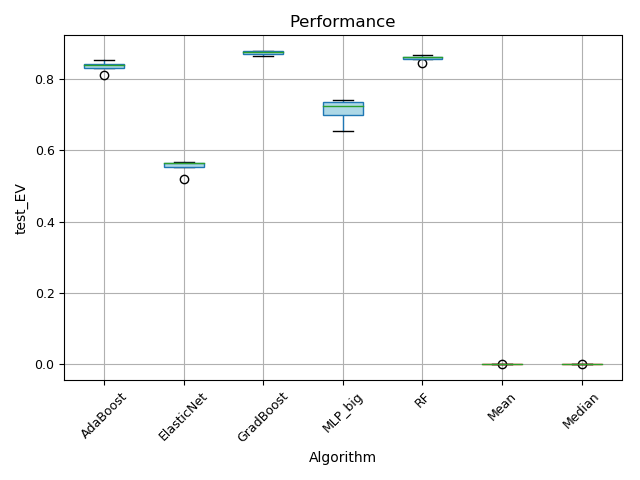 Performance
test_EV
0.8
0.6
0.4
0.2
0.0
AdaBoost
ElasticNet
GradBoost
MLP_big
RF
Mean
Median
Algorithm